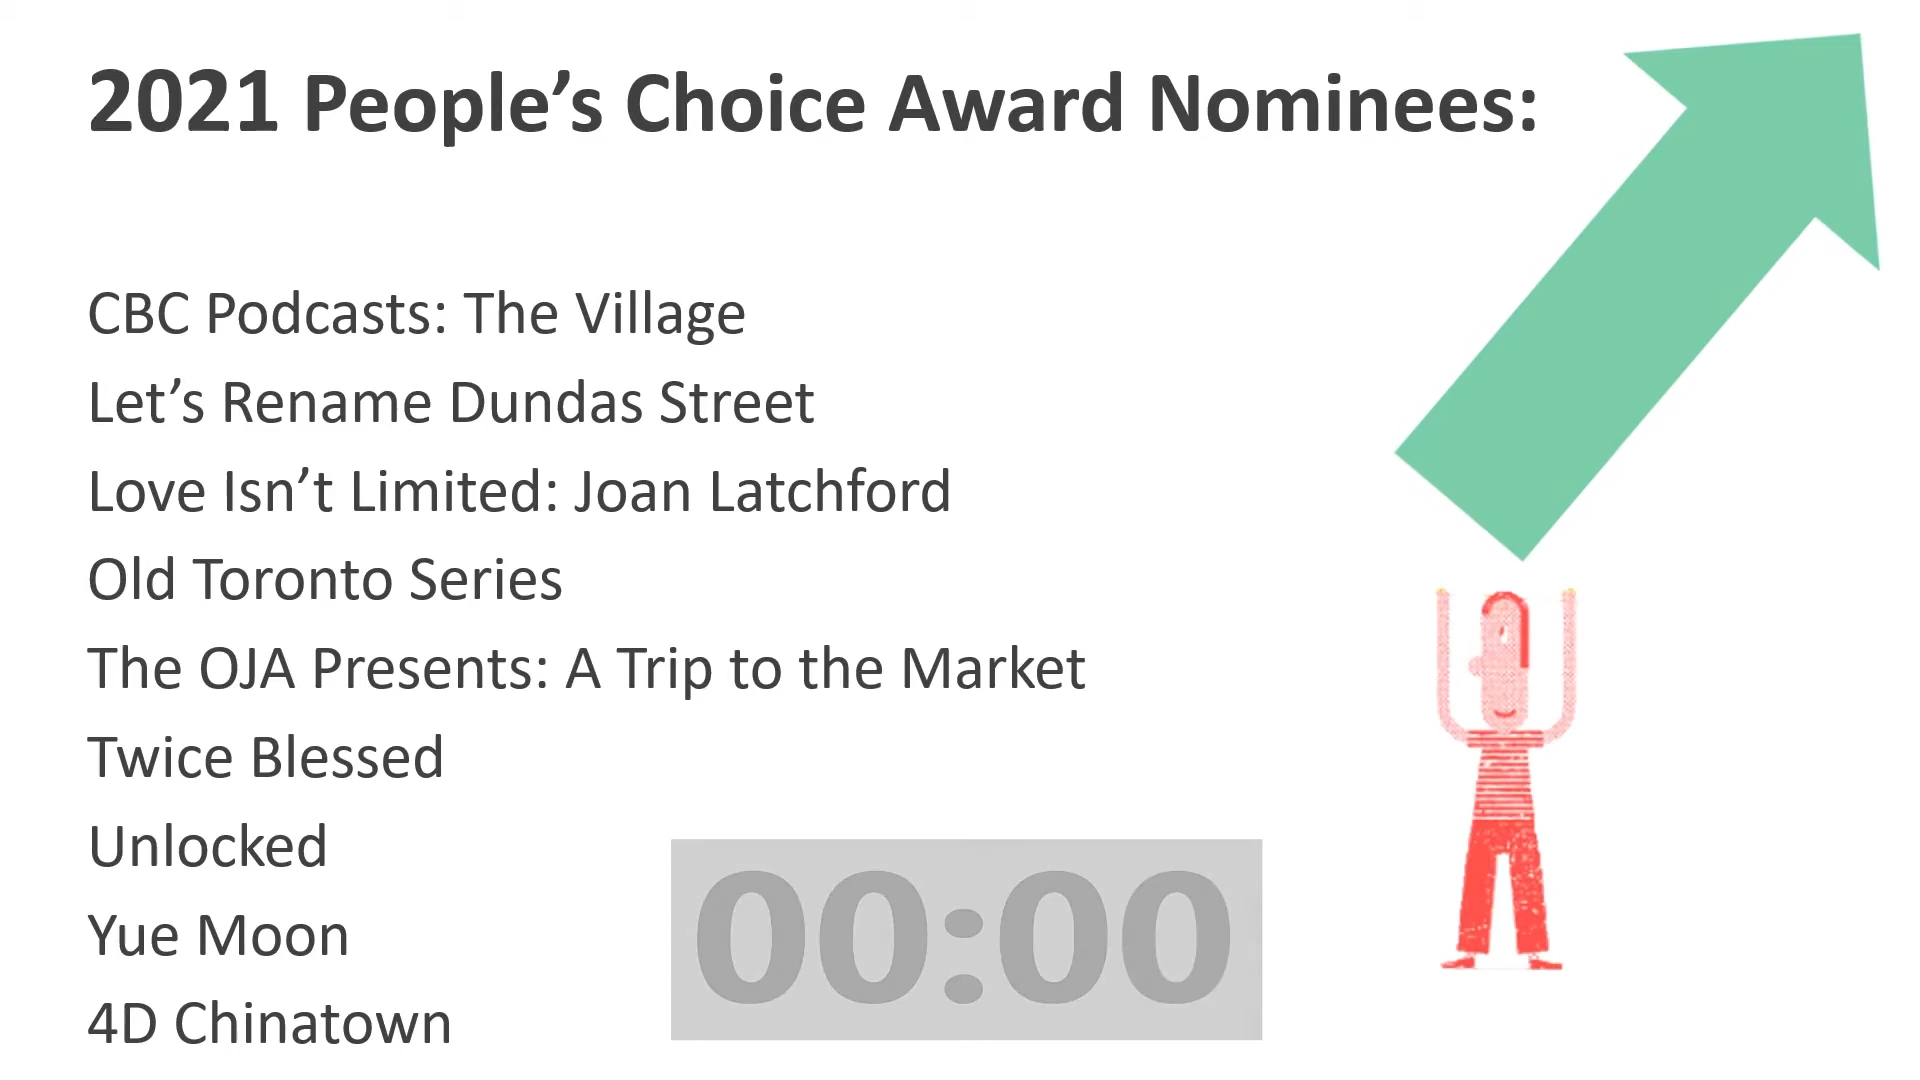 2021 People’s Choice Award Nominees:
CBC Podcasts: The Village
Let’s Rename Dundas Street
Love Isn’t Limited: Joan Latchford
Old Toronto Series
The OJA Presents: A Trip to the Market
Twice Blessed
Unlocked
Yue Moon
4D Chinatown
00:00